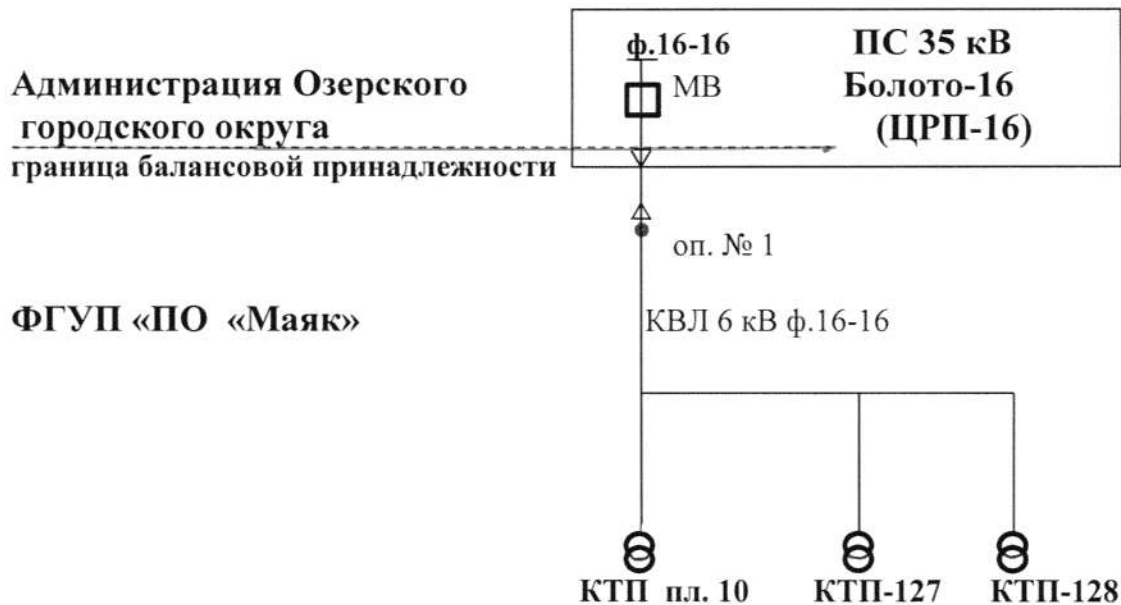 ф.16-16
ПС 35 кВ
МВ
Болото-16
(ЦРП-16)
Администрация Озерского
городского округа
граница балансовой принадлежности
оп. № 1
ФГУП «ПО «Маяк»
КВЛ 6 кВ ф.16-16
КТП пл. 10
КТП-127
КТП-128